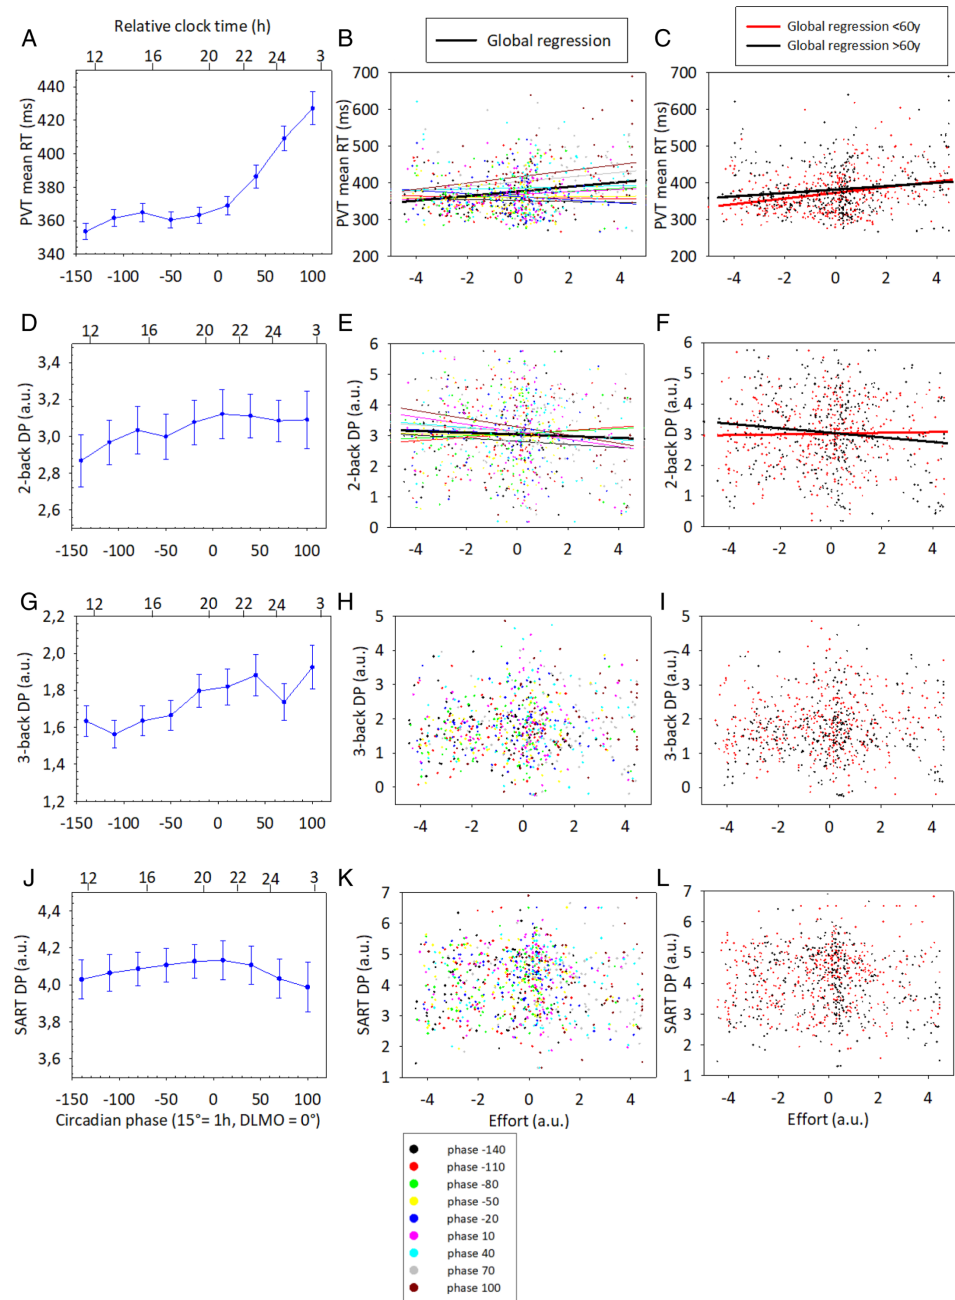 Relative clock time (h)
A
12 16 20 22 24 3
PVT mean RT (ms)
440
420
400
380
360
340
-150 -100 -50 0 50 100
B
Global regression
PVT mean RT (ms)
700
600
500
400
300
200
-4 -2 0 2 4
C
Global regression <60y
Global regression >60y
PVT mean RT (ms)
700
600
500
400
300
200
-4 -2 0 2 4
D
12 16 20 22 24 3
2-back DP (a.u.)
3,4
3,2
3,0
2,8
2,6
-150 -100 -50 0 50 100
E
2-back DP (a.u.)
6
5
4
3
2
1
0
-4 -2 0 2 4
F
2-back DP (a.u.)
6
5
4
3
2
1
0
-4 -2 0 2 4
G
12 16 20 22 24 3
3-back DP (a.u.)
2,2
2,0
1,8
1,6
1,4
1,2
-150 -100 -50 0 50 100
H
3-back DP (a.u.)
5
4
3
2
1
0
-4 -2 0 2 4
I
3-back DP (a.u.)
5
4
3
2
1
0
-4 -2 0 2 4
J
12 16 20 22 24 3
SART DP (a.u.)
4,4
4,2
4,0
3,8
3,6
-150 -100 -50 0 50 100
Circadian phase (15°= 1h, DLMO = 0°)
K
SART DP (a.u.)
7
6
5
4
3
2
1
-4 -2 0 2 4
Effort (a.u.)
L
SART DP (a.u.)
7
6
5
4
3
2
1
-4 -2 0 2 4
Effort (a.u.)
phase -140
phase -110
phase -80
phase -50
phase -20
phase 10
phase 40
phase 70
phase 100